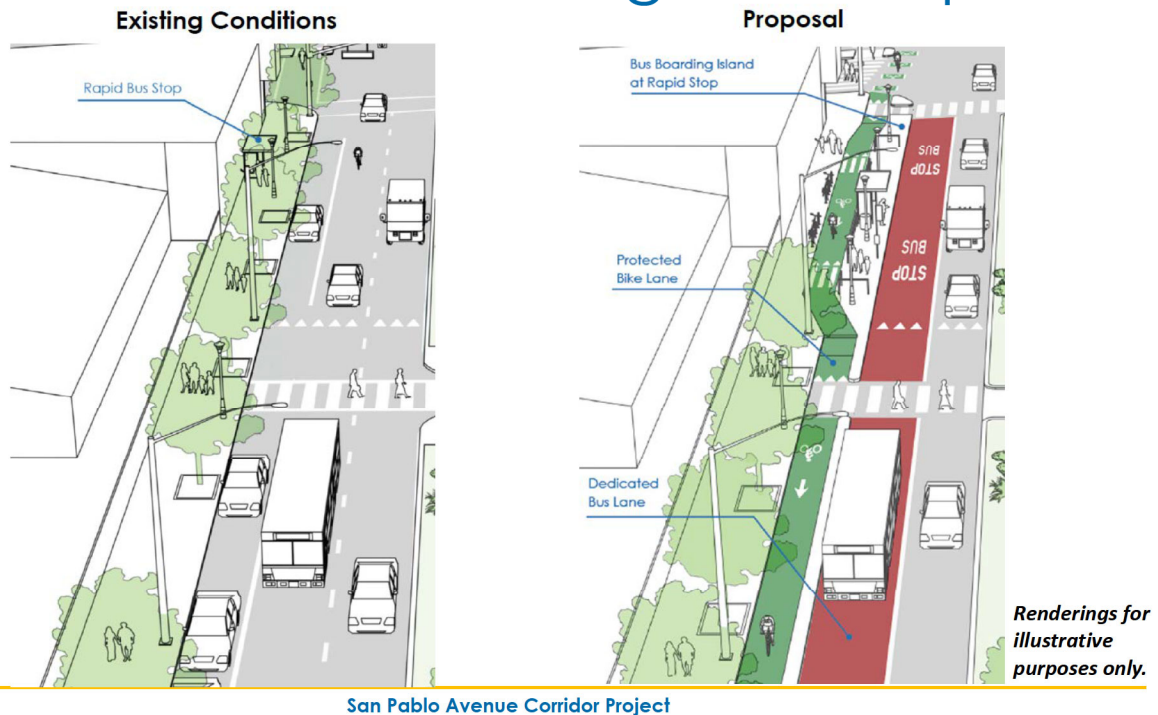 Existing Conditions
Proposal
Rapid Bus Stop
Bus Boarding Island
at Rapid Stop
BUS
STOP
BUS
STOP
Protected
Bike Lane
Dedicated
Bus Lane
Renderings for
illustrative
purposes only.
San Pablo Avenue Corridor Project